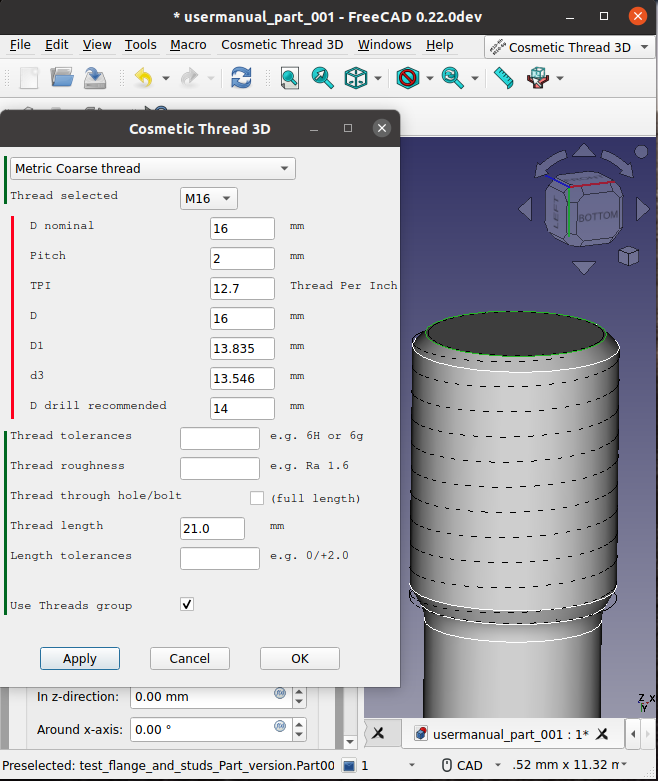 * usermanual_part_001 - FreeCAD 0.22.0dev
File Edit View Tools Macro Cosmetic Thread 3D Windows Help Cosmetic Thread 3D
Cosmetic Thread 3D
Metric Coarse thread
Thread selected M16
D nominal 16 mm
Pitch 2 mm
TPI 12.7 Thread Per Inch
D 16 mm
D1 13.835 mm
d3 13.546 mm
D drill recommended 14 mm
Thread tolerances e.g. 6H or 6g
Thread roughness e.g. Ra 1.6
Thread through hole/bolt (full length)
Thread length 21.0 mm
Length tolerances e.g. 0/+2.0
Use Threads group
Apply Cancel OK
LEFT BOTTOM
Z X
Y
In z-direction: 0.00 mm
Around x-axis: 0.00 °
usermanual_part_001 : 1*
Preselected: test_flange_and_studs_Part_version.Part00 1 CAD .52 mm x 11.32 m